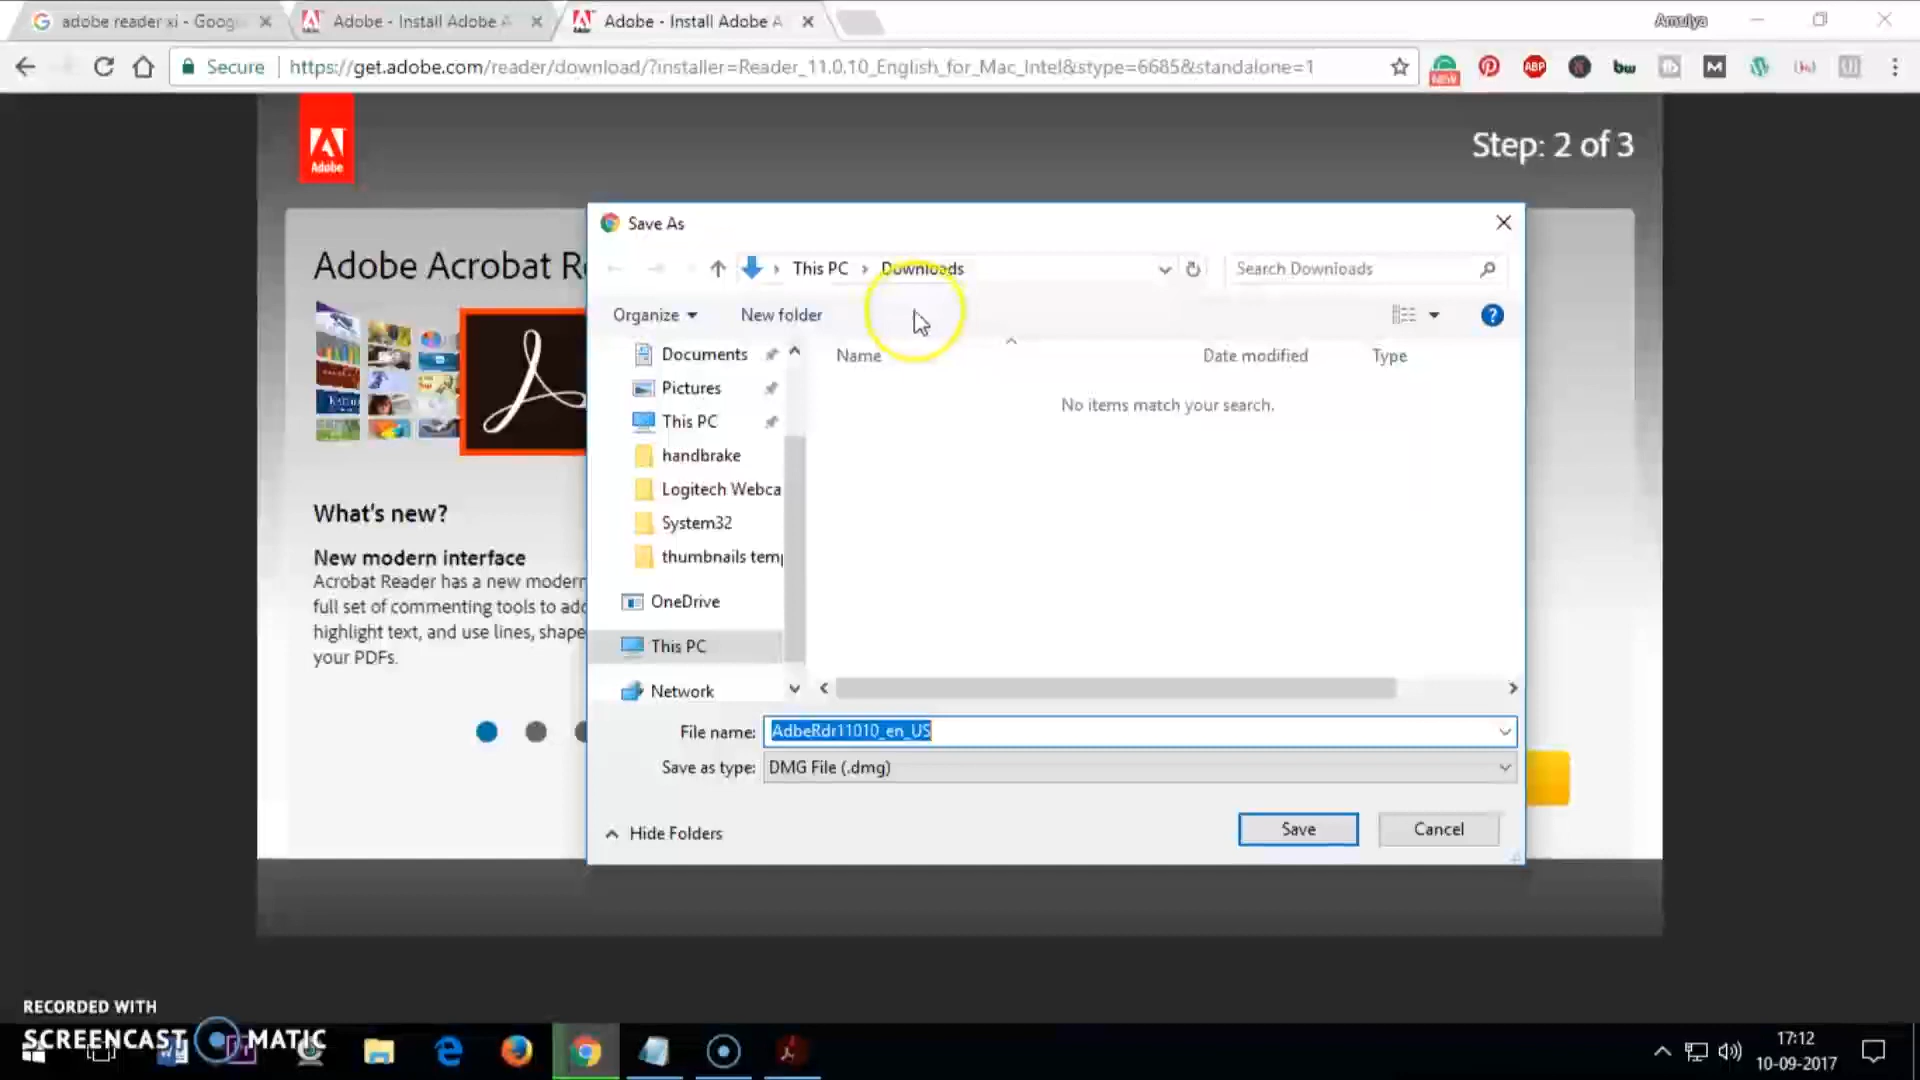 adobe reader xi - Goog
Adobe - Install Adobe A
Adobe - Install Adobe A
Amulya
Secure
https://get.adobe.com/reader/download/?installer=Reader_11.0.10_English_for_Mac_Intel&stype=6685&standalone=1
NEW
ABP
bw
M
Adobe
Step: 2 of 3
Adobe Acrobat R
What's new?
New modern interface
Acrobat Reader has a new modern
full set of commenting tools to add
highlight text, and use lines, shape
your PDFs.
Save As
This PC > Downloads
Search Downloads
Organize
New folder
?
Name
Date modified
Type
No items match your search.
Documents
Pictures
This PC
handbrake
Logitech Webca
System32
thumbnails temp
OneDrive
This PC
Network
File name: AdbeRdr11010_en_US
Save as type: DMG File (.dmg)
Hide Folders
Save
Cancel
RECORDED WITH
SCREENCAST MATIC
17:12
10-09-2017